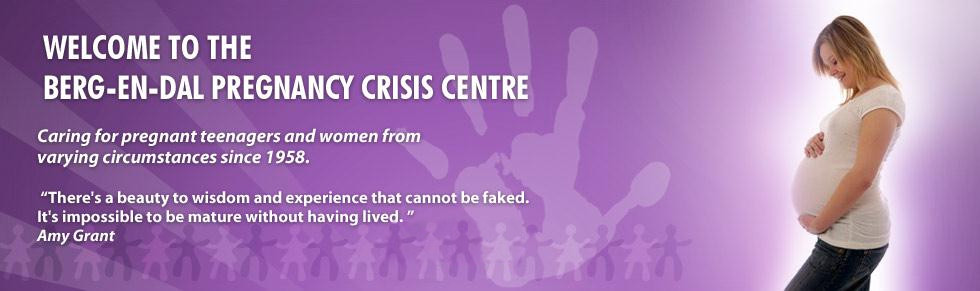 WELCOME TO THE
BERG-EN-DAL PREGNANCY CRISIS CENTRE
Caring for pregnant teenagers and women from
varying circumstances since 1958.
“There's a beauty to wisdom and experience that cannot be faked.
It's impossible to be mature without having lived. ”
Amy Grant